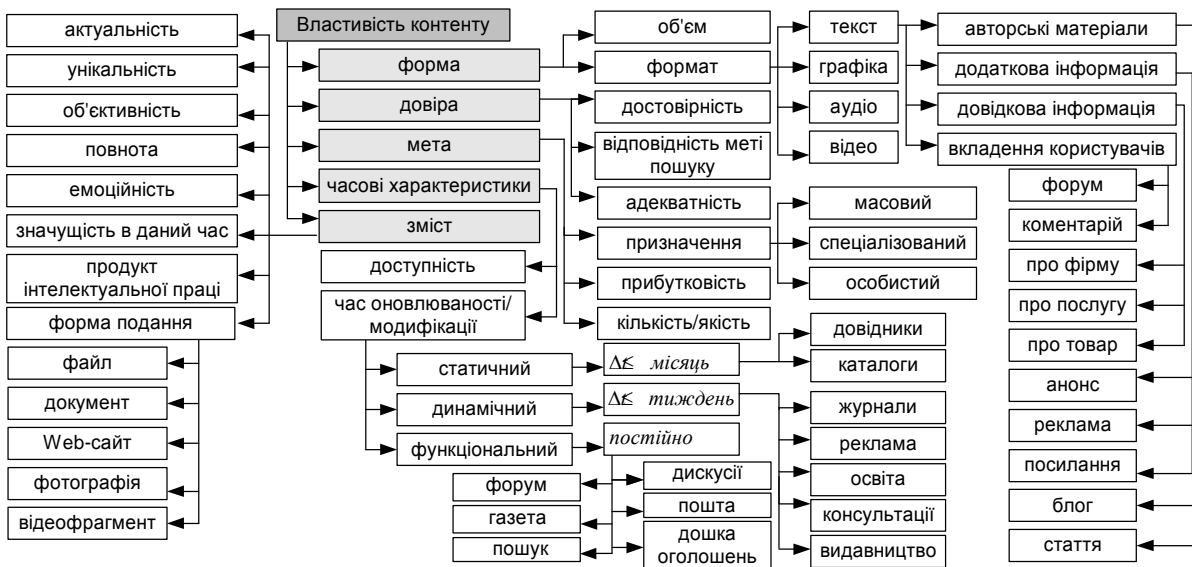 Властивість контенту
актуальність
унікальність
об'єктивність
повнота
емоційність
значущість в даний час
продукт
інтелектуальної праці
форма подання
файл
документ
Web-сайт
фотографія
відеофрагмент
форма
довіра
мета
часові характеристики
зміст
доступність
час оновлюваності/
модифікації
статичний
динамічний
функціональний
форум
газета
пошук
об'єм
формат
достовірність
відповідність меті
пошуку
адекватність
призначення
прибутковість
кількість/якість
Δt≤ місяць
Δt≤ тиждень
постійно
дискусії
пошта
дошка
оголошень
текст
графіка
аудіо
відео
масовий
спеціалізований
особистий
довідники
каталоги
журнали
реклама
освіта
консультації
видавництво
авторські матеріали
додаткова інформація
довідкова інформація
вкладення користувачів
форум
коментарій
про фірму
про послугу
про товар
анонс
реклама
посилання
блог
стаття